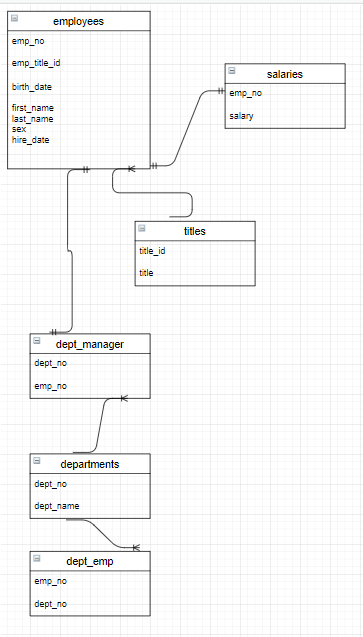 employees
emp_no
emp_title_id
birth_date
first_name
last_name
sex
hire_date
salaries
emp_no
salary
titles
title_id
title
dept_manager
dept_no
emp_no
departments
dept_no
dept_name
dept_emp
emp_no
dept_no